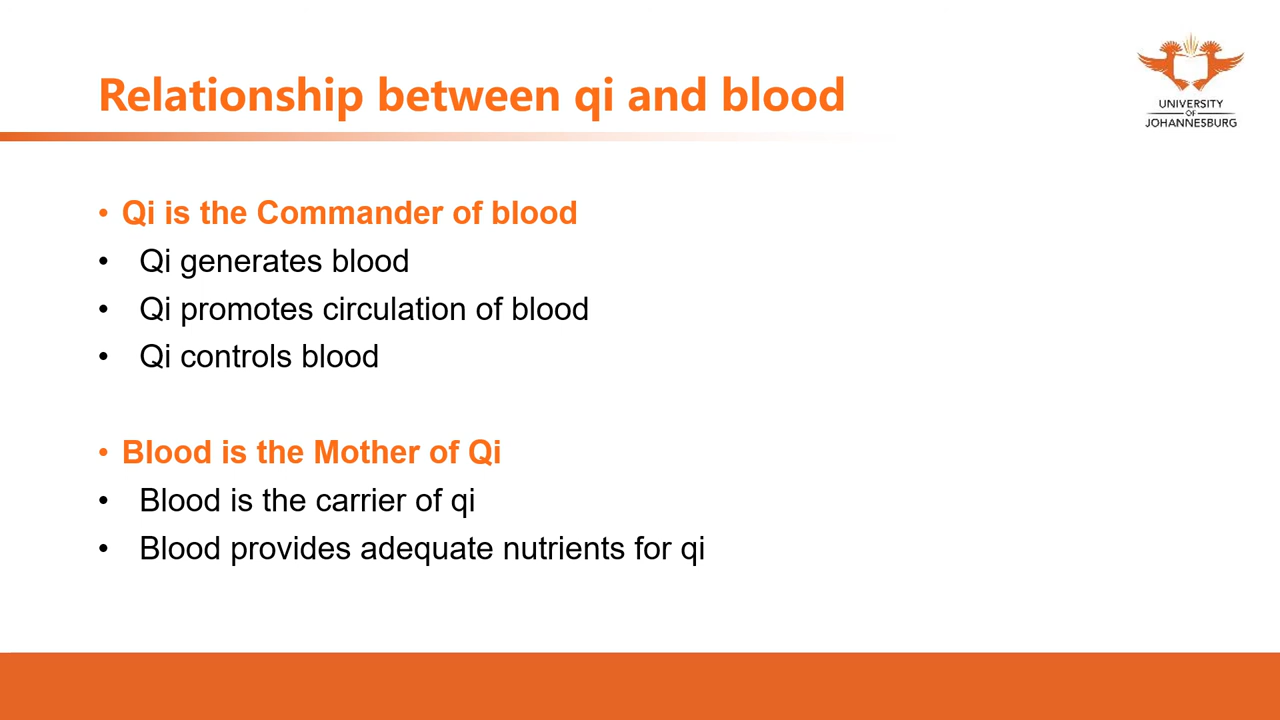 Relationship between qi and blood
UNIVERSITY
OF
JOHANNESBURG
• Qi is the Commander of blood
• Qi generates blood
• Qi promotes circulation of blood
• Qi controls blood
• Blood is the Mother of Qi
• Blood is the carrier of qi
• Blood provides adequate nutrients for qi